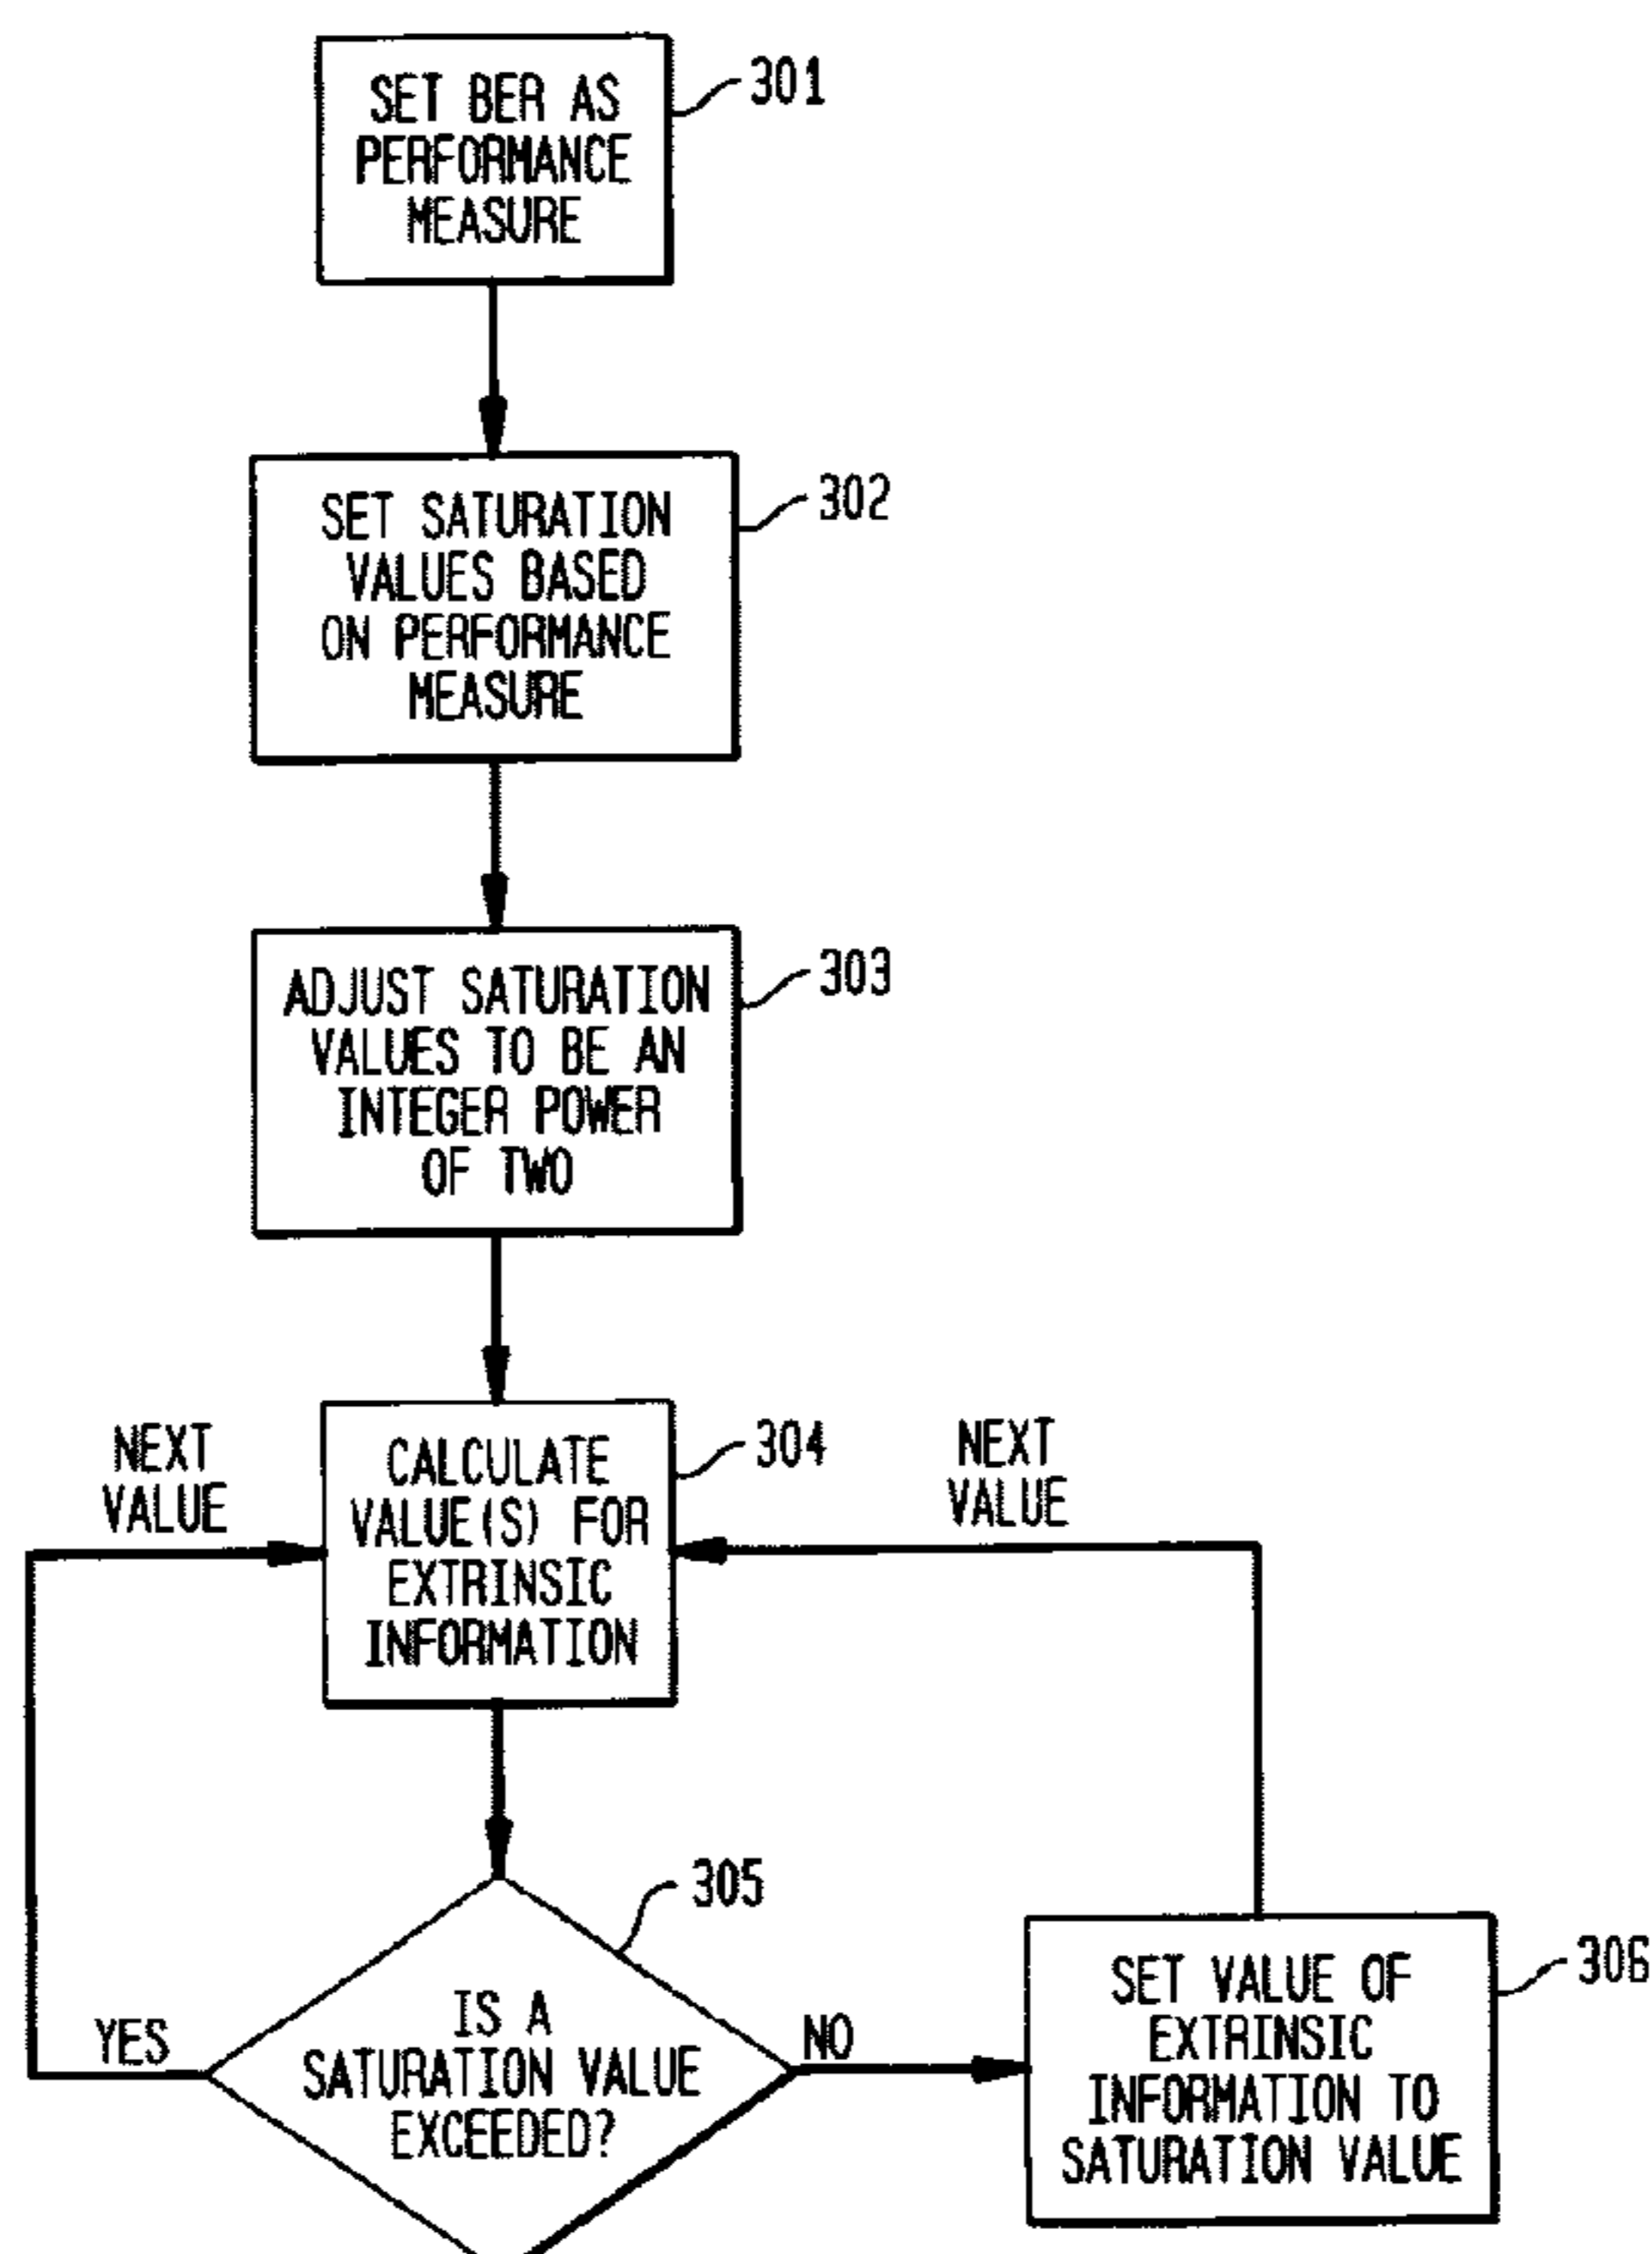 SET BER AS
PERFORMANCE
MEASURE
301
SET SATURATION
VALUES BASED
ON PERFORMANCE
MEASURE
302
ADJUST SATURATION
VALUES TO BE AN
INTEGER POWER
OF TWO
303
NEXT
VALUE
CALCULATE
VALUE(S) FOR
EXTRINSIC
INFORMATION
304
NEXT
VALUE
305
YES
IS A
SATURATION VALUE
EXCEEDED?
NO
SET VALUE OF
EXTRINSIC
INFORMATION TO
SATURATION VALUE
306